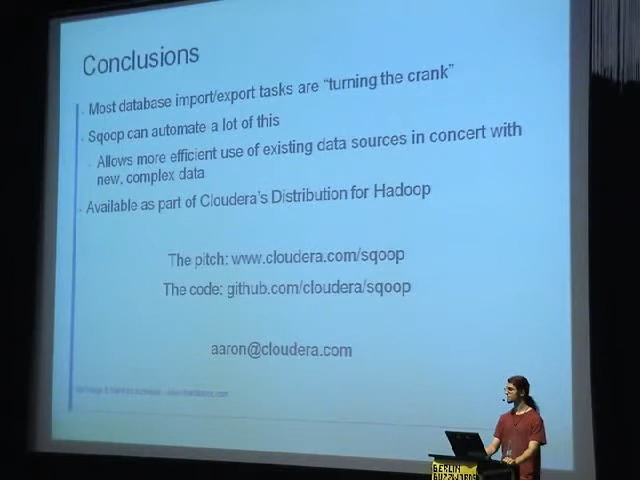 Conclusions
Most database import/export tasks are “turning the crank”
Sqoop can automate a lot of this
Allows more efficient use of existing data sources in concert with
new, complex data
Available as part of Cloudera’s Distribution for Hadoop
The pitch: www.cloudera.com/sqoop
The code: github.com/cloudera/sqoop
aaron@cloudera.com
BERLIN
BUZZWORDS